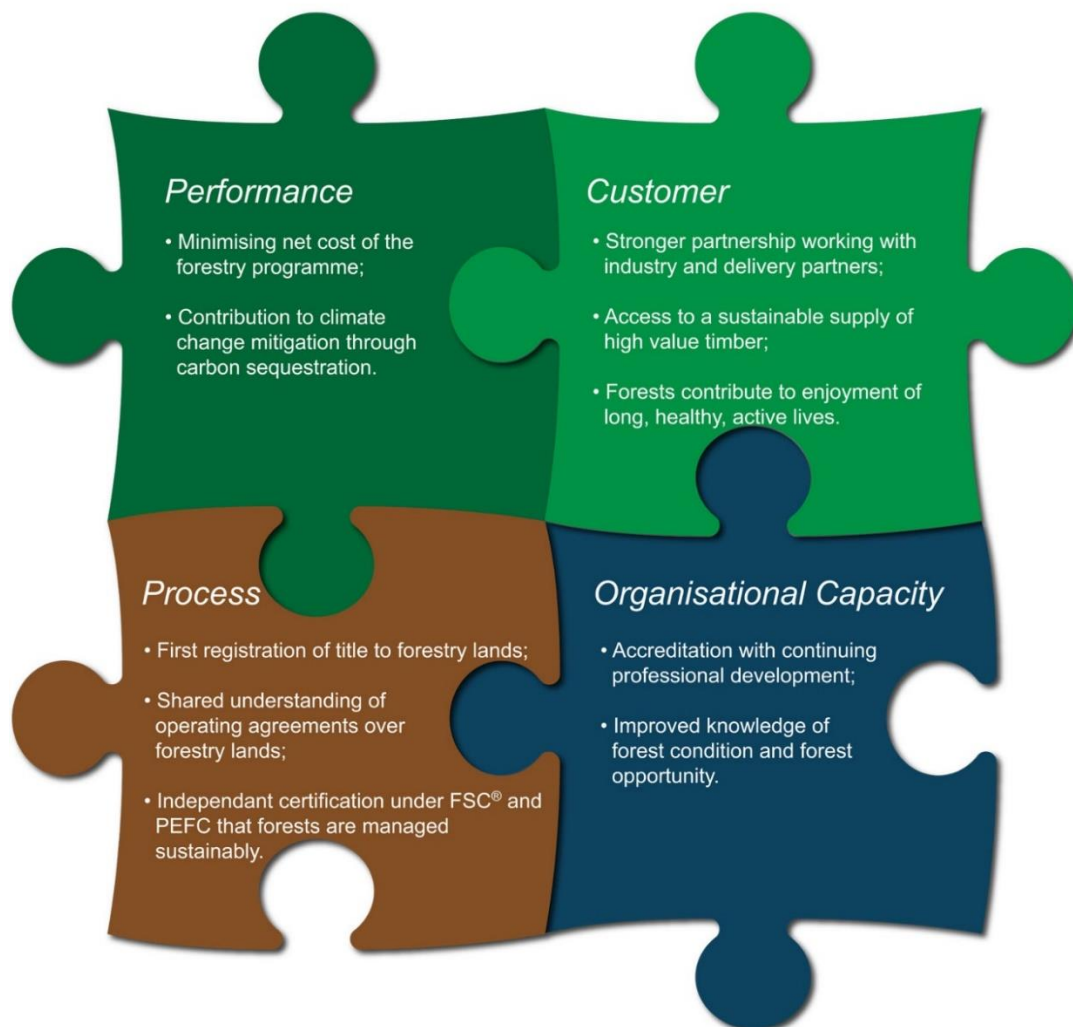 Performance
• Minimising net cost of the
forestry programme;
• Contribution to climate
change mitigation through
carbon sequestration.
Customer
• Stronger partnership working with
industry and delivery partners;
• Access to a sustainable supply of
high value timber;
• Forests contribute to enjoyment of
long, healthy, active lives.
Process
• First registration of title to forestry lands;
• Shared understanding of
operating agreements over
forestry lands;
• Independant certification under FSC® and
PEFC that forests are managed
sustainably.
Organisational Capacity
• Accreditation with continuing
professional development;
• Improved knowledge of
forest condition and forest
opportunity.